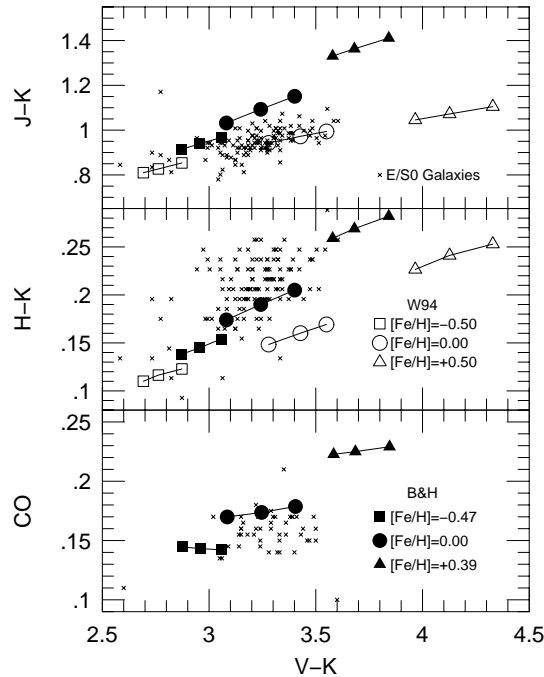 1.4
1.2
1
.8
J−K
× E/S0 Galaxies
.25
.2
.15
.1
H−K
W94
[Fe/H]=−0.50
[Fe/H]=0.00
[Fe/H]=+0.50
.25
.2
.15
.1
CO
B&H
[Fe/H]=−0.47
[Fe/H]=0.00
[Fe/H]=+0.39
2.5 3 3.5 4 4.5
V−K